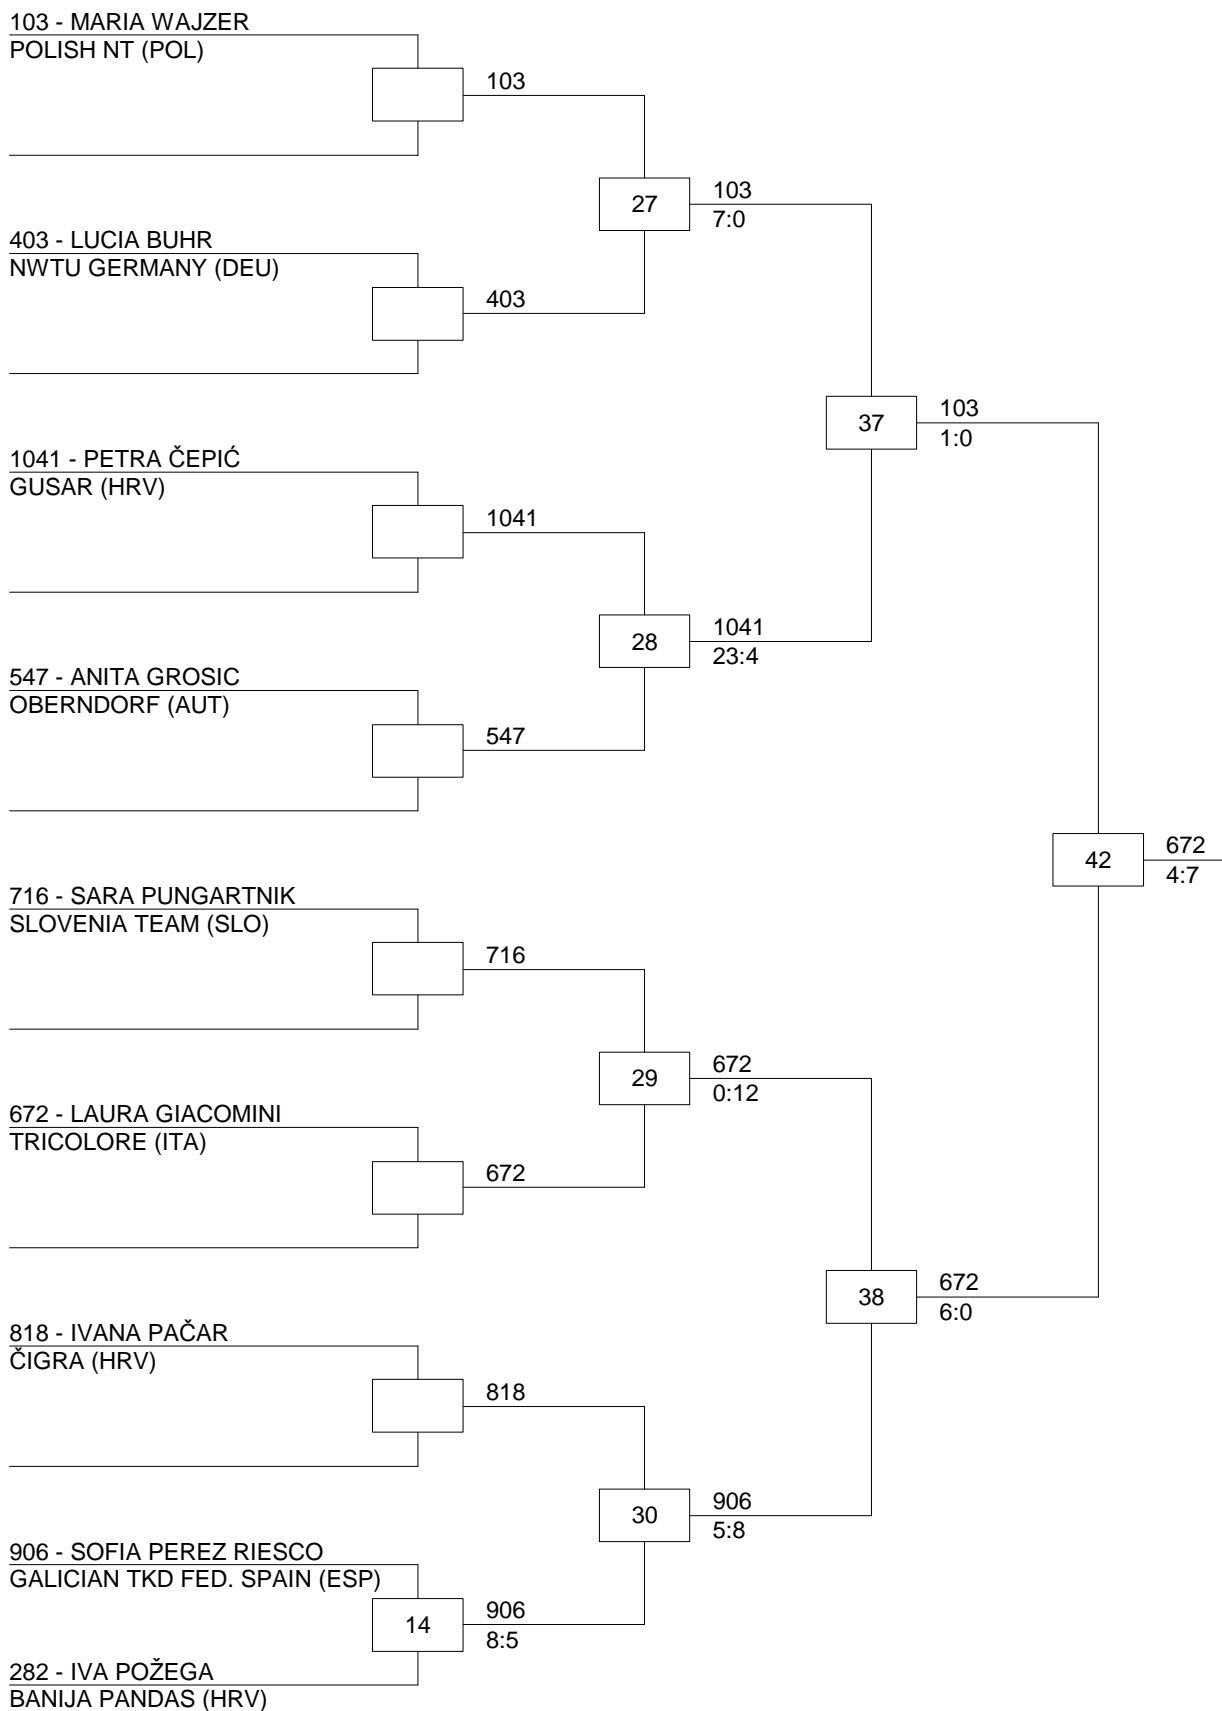 103 - MARIA WAJZER
POLISH NT (POL)
103
27
103
7:0
403 - LUCIA BUHR
NWTU GERMANY (DEU)
403
37
103
1:0
1041 - PETRA ČEPIĆ
GUSAR (HRV)
1041
28
1041
23:4
547 - ANITA GROSIC
OBERNDORF (AUT)
547
42
672
4:7
716 - SARA PUNGARTNIK
SLOVENIA TEAM (SLO)
716
29
672
0:12
672 - LAURA GIACOMINI
TRICOLORE (ITA)
672
38
672
6:0
818 - IVANA PAČAR
ČIGRA (HRV)
818
30
906
5:8
906 - SOFIA PEREZ RIESCO
GALICIAN TKD FED. SPAIN (ESP)
14
906
8:5
282 - IVA POŽEGA
BANIJA PANDAS (HRV)